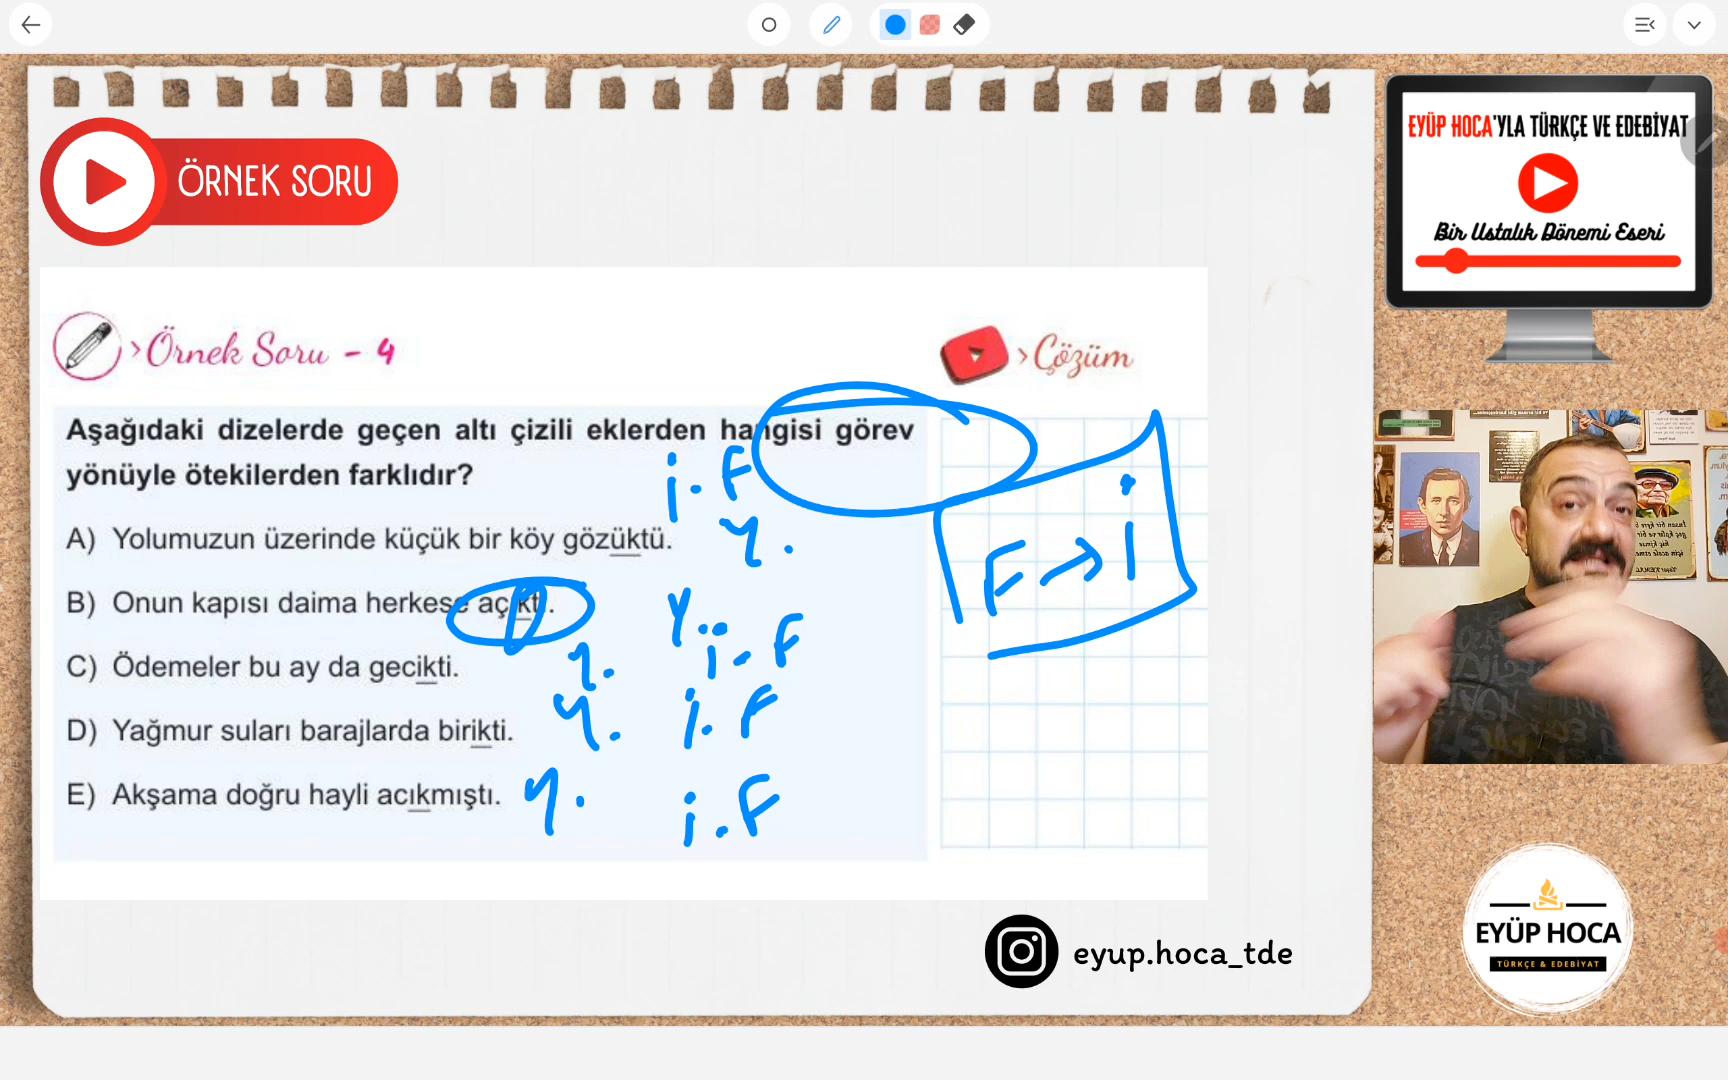 ÖRNEK SORU
EYÜP HOCA'YLA TÜRKÇE VE EDEBİYAT
Bir Ustalık Dönemi Eseri
Örnek Soru - 4
Çözüm
Aşağıdaki dizelerde geçen altı çizili eklerden hangisi görev
yönüyle ötekilerden farklıdır?
A) Yolumuzun üzerinde küçük bir köy gözüktü.
B) Onun kapısı daima herkese açıktı.
C) Ödemeler bu ay da gecikti.
D) Yağmur suları barajlarda birikti.
E) Akşama doğru hayli acıkmıştı.
i. F
y.
F → i
y.
i. F
y.
y.
i. F
y.
i. F
eyup.hoca_tde
EYÜP HOCA
TÜRKÇE & EDEBİYAT